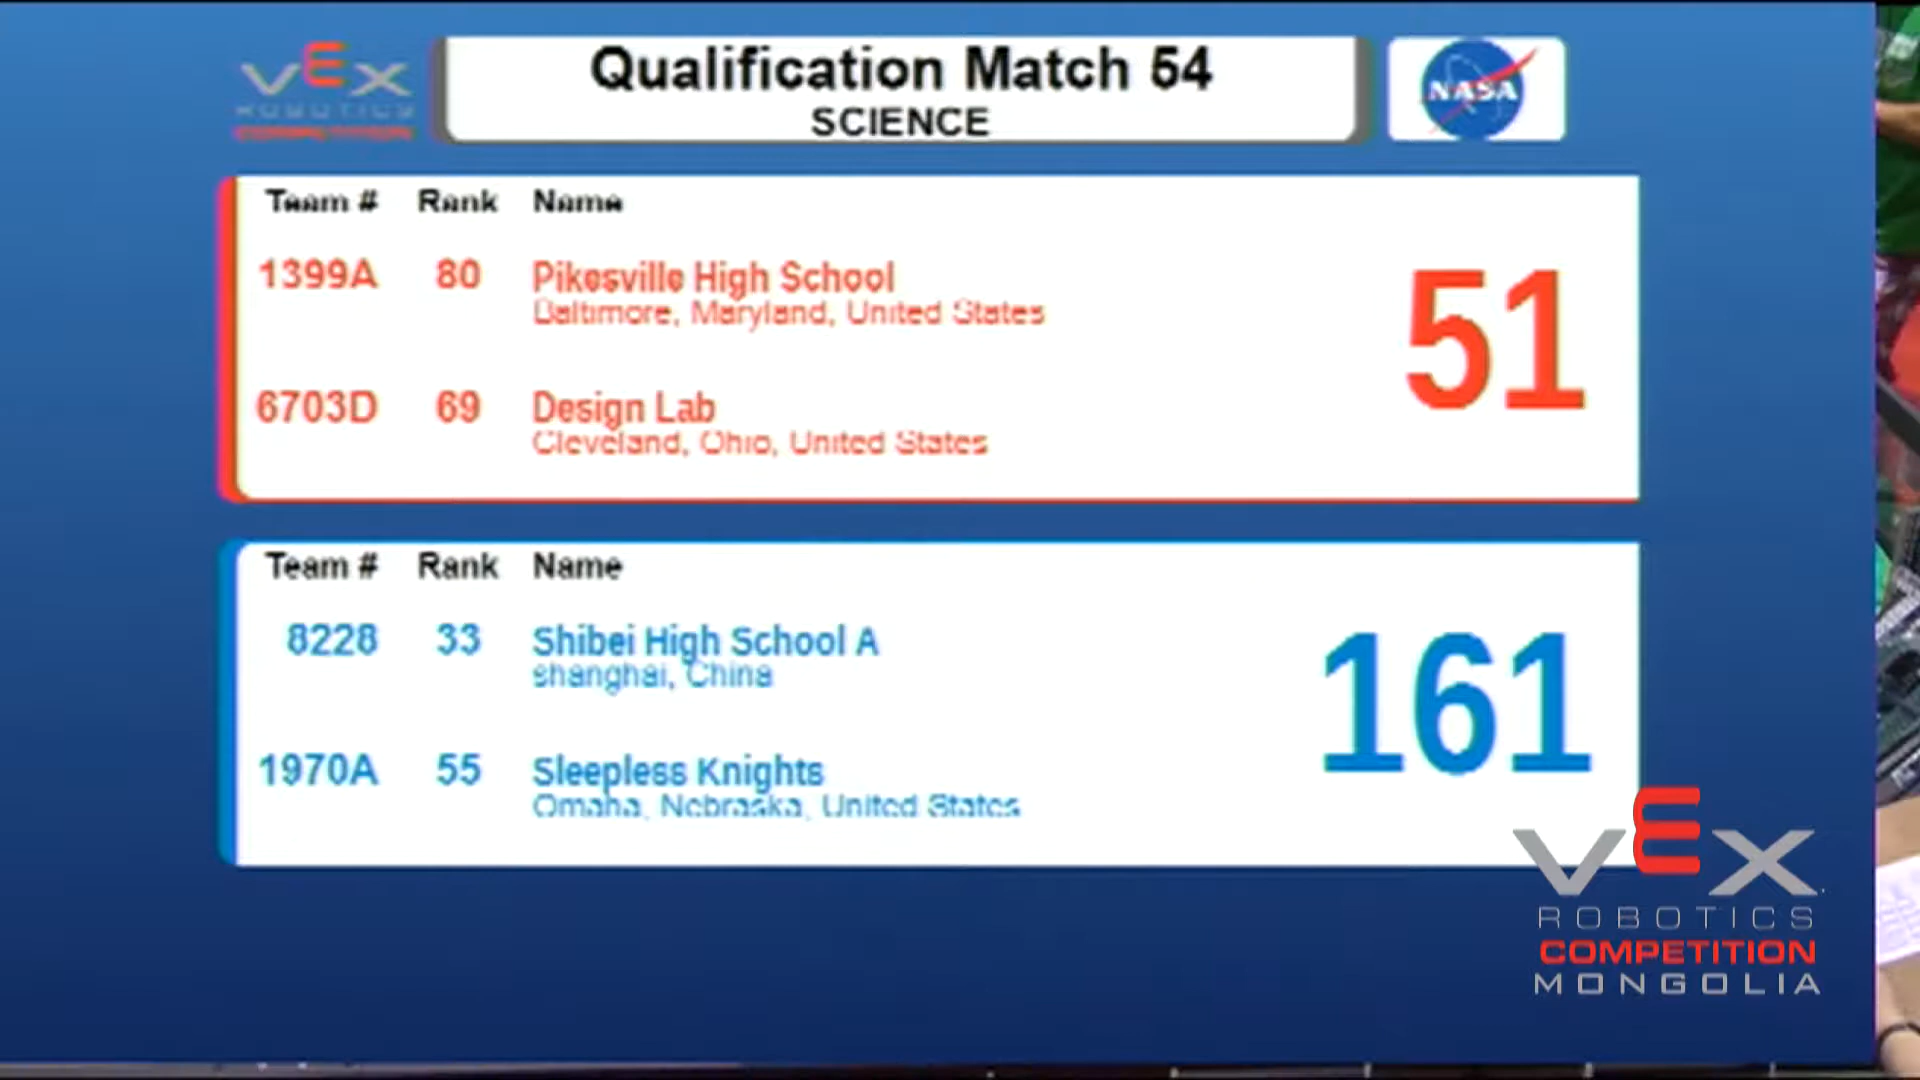 VEX
ROBOTICS
COMPETITION
Qualification Match 54
SCIENCE
NASA
Team # Rank Name
1399A 80 Pikesville High School
Baltimore, Maryland, United States
51
6703D 69 Design Lab
Cleveland, Ohio, United States
Team # Rank Name
8228 33 Shibei High School A
shanghai, China
161
1970A 55 Sleepless Knights
Omaha, Nebraska, United States
VEX
ROBOTICS
COMPETITION
MONGOLIA